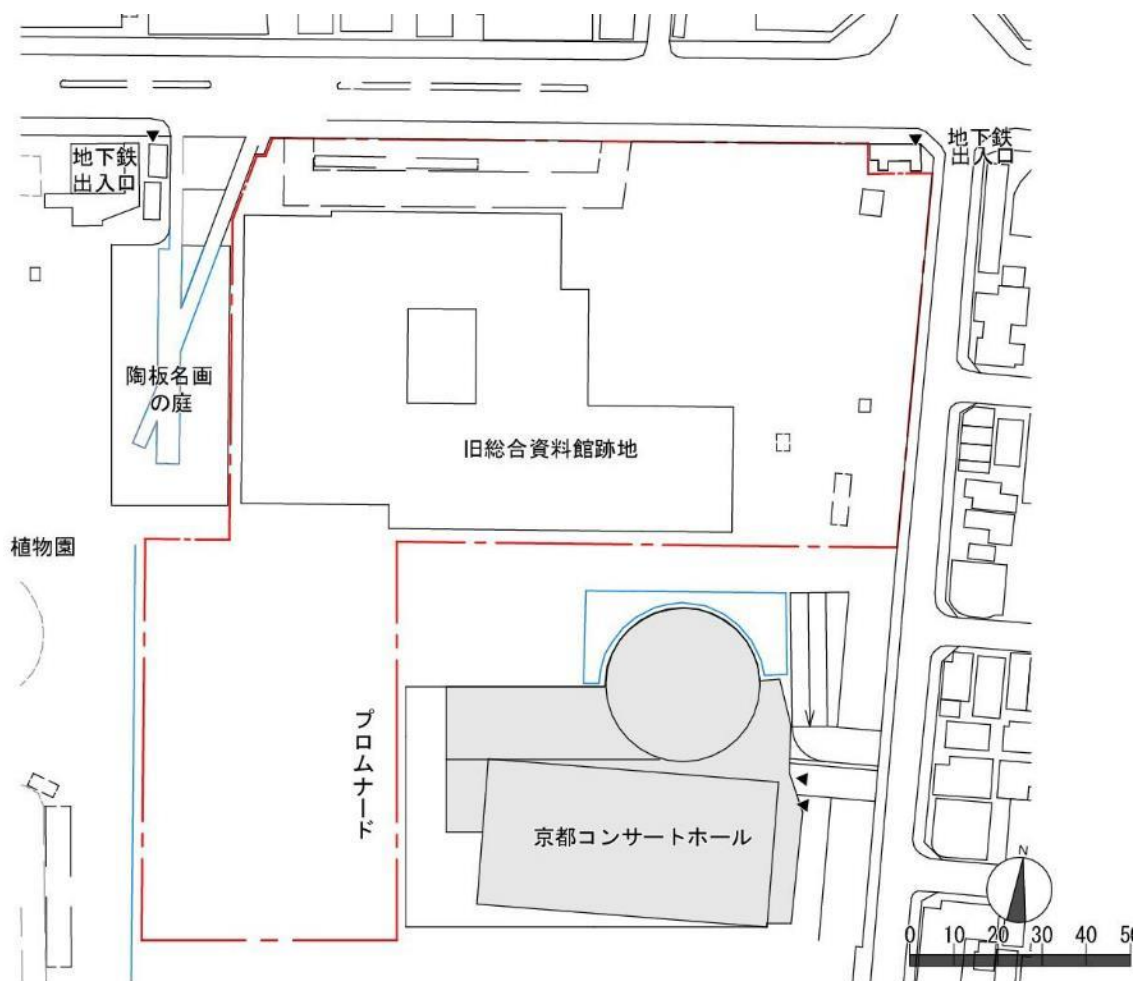 地下鉄
出入口
地下鉄
出入口
陶板名画
の庭
旧総合資料館跡地
植物園
プロムナード
京都コンサートホール
N
0 10 20 30 40 50